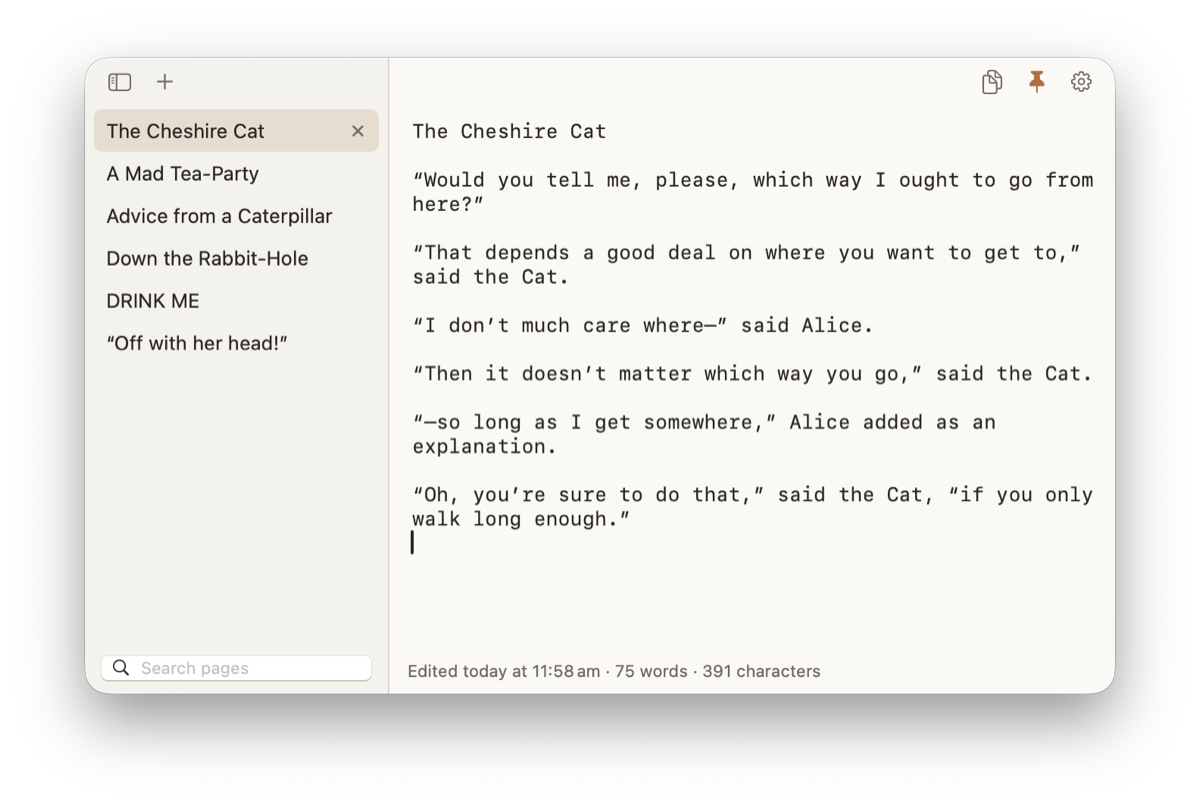 The Cheshire Cat
A Mad Tea-Party
Advice from a Caterpillar
Down the Rabbit-Hole
DRINK ME
“Off with her head!”
Search pages
The Cheshire Cat
“Would you tell me, please, which way I ought to go from
here?”
“That depends a good deal on where you want to get to,”
said the Cat.
“I don’t much care where—” said Alice.
“Then it doesn’t matter which way you go,” said the Cat.
“—so long as I get somewhere,” Alice added as an
explanation.
“Oh, you’re sure to do that,” said the Cat, “if you only
walk long enough.”
Edited today at 11:58 am · 75 words · 391 characters